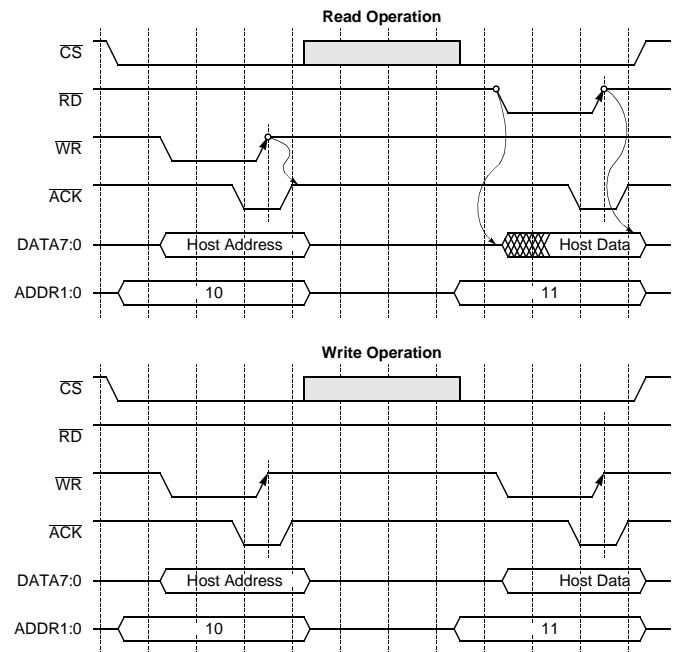 Read Operation
CS
RD
WR
ACK
DATA7:0 Host Address Host Data
ADDR1:0 10 11
Write Operation
CS
RD
WR
ACK
DATA7:0 Host Address Host Data
ADDR1:0 10 11